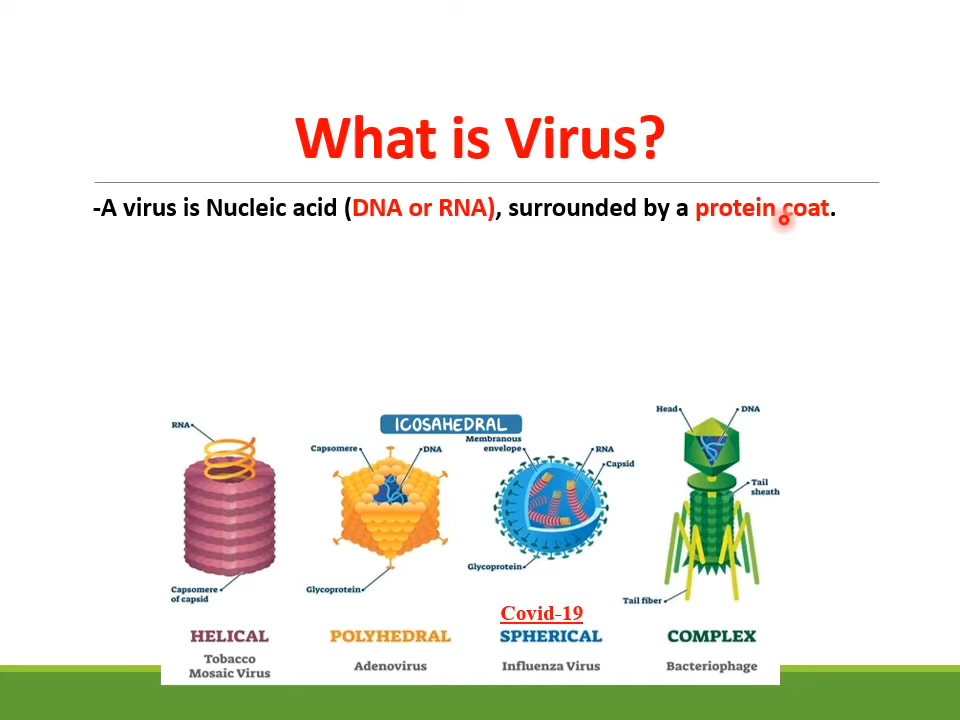 What is Virus?
-A virus is Nucleic acid (DNA or RNA), surrounded by a protein coat.
ICOSAHEDRAL
RNA
Capsomere
of capsid
HELICAL
Tobacco
Mosaic Virus
Capsomere
DNA
Glycoprotein
POLYHEDRAL
Adenovirus
Membranous
envelope
RNA
Capsid
Glycoprotein
Covid-19
SPHERICAL
Influenza Virus
Head
DNA
Tail
sheath
Tail fiber
COMPLEX
Bacteriophage